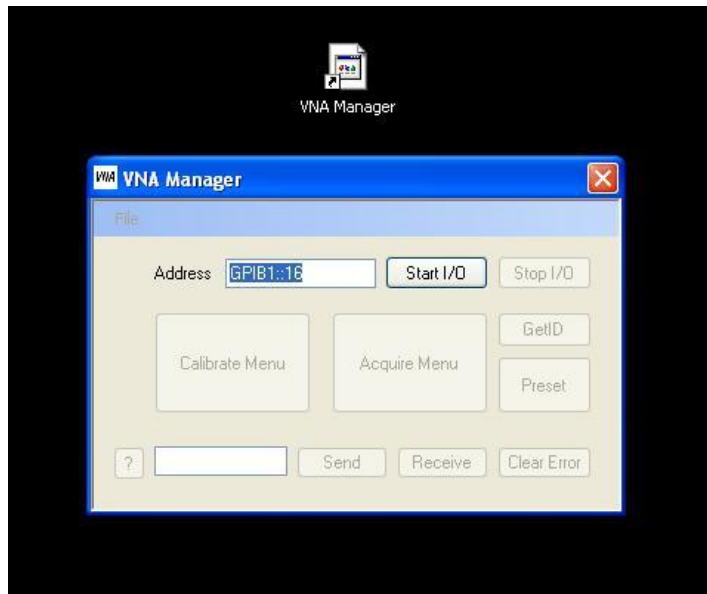 VNA Manager
VNA VNA Manager
File
Address GPIB1::16 Start I/O Stop I/O
GetID
Calibrate Menu Acquire Menu
Preset
? Send Receive Clear Error